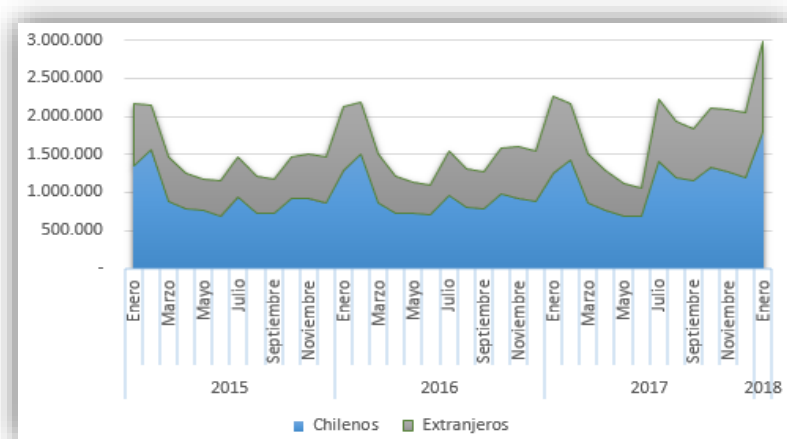 3.000.000
2.500.000
2.000.000
1.500.000
1.000.000
500.000
-
Enero
Marzo
Mayo
Julio
Septiembre
Noviembre
Enero
Marzo
Mayo
Julio
Septiembre
Noviembre
Enero
Marzo
Mayo
Julio
Septiembre
Noviembre
Enero
2015 2016 2017 2018
Chilenos Extranjeros